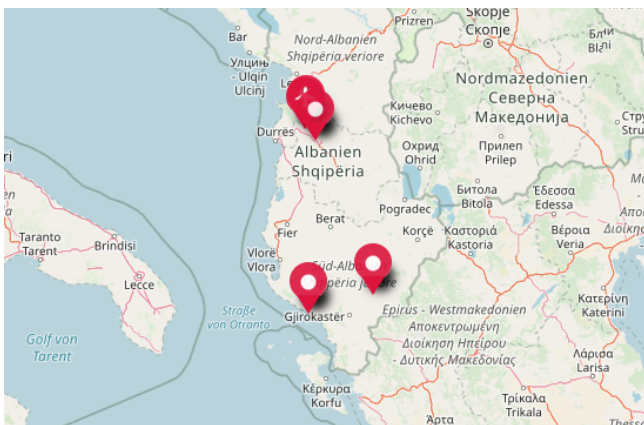 Prizren
Skopje
Скопје
Bar
Nord-Albanien
Shqipëria veriore
Улцињ
- Ulqin
Ulcinj
Nordmazedonien
Северна
Македонија
Кичево
Kichevo
Durrës
Albanien
Shqipëria
Охрид
Ohrid
Прилеп
Prilep
Битола
Bitola
Έδεσσα
Edessa
Pogradec
Berat
Korçë
Καστοριά
Kastoria
Βέροια
Veria
Fier
Vlorë
Vlora
Taranto
Tarent
Brindisi
Lecce
Straße
von Otranto
Gjirokastër
Golf von
Tarent
Epirus - Westmakedonien
Αποκεντρωμένη
Διοίκηση Ηπείρου
- Δυτικής Μακεδονίας
Κατερίνη
Katerini
Λάρισα
Larisa
Κέρκυρα
Korfu
Τρίκαλα
Trikala
Άρτα